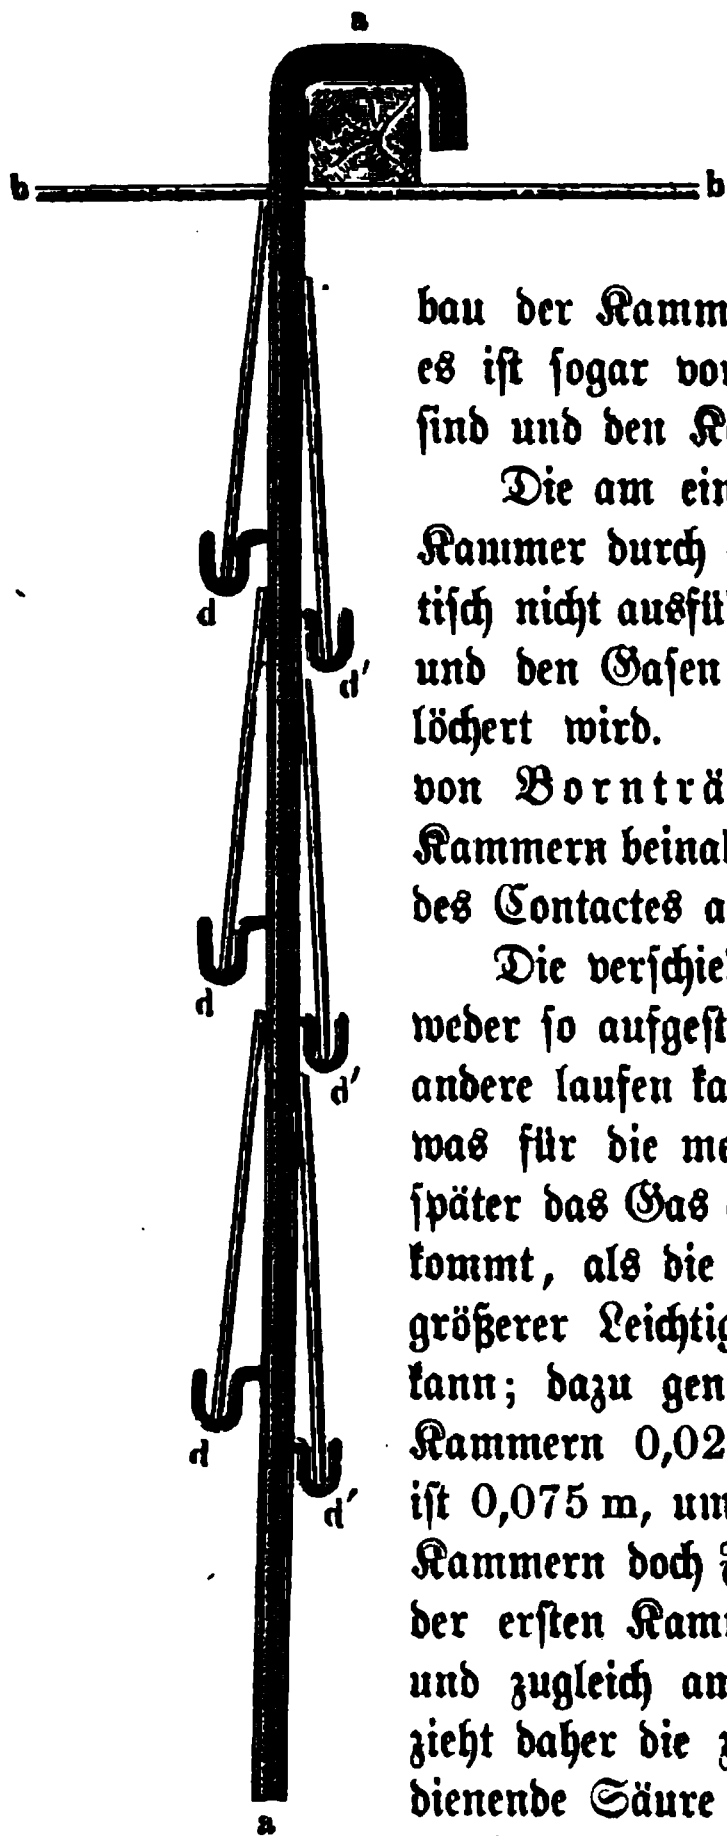 a
b b
bau der Kamm
es ist sogar vor
sind und den K
Die am ein
Kammer durch
tisch nicht ausfü
d
und den Gasen
d'
löchert wird.
von Bornträ
Kammern beinal
des Contactes a
Die verschie
d
weder so aufgest
andere laufen ka
d'
was für die me
später das Gas
kommt, als die
größerer Leichtig
kann; dazu gen
Kammern 0,02
d
ist 0,075 m, um
d'
Kammern doch
der ersten Kam
und zugleich an
zieht daher die
dienende Säure
a